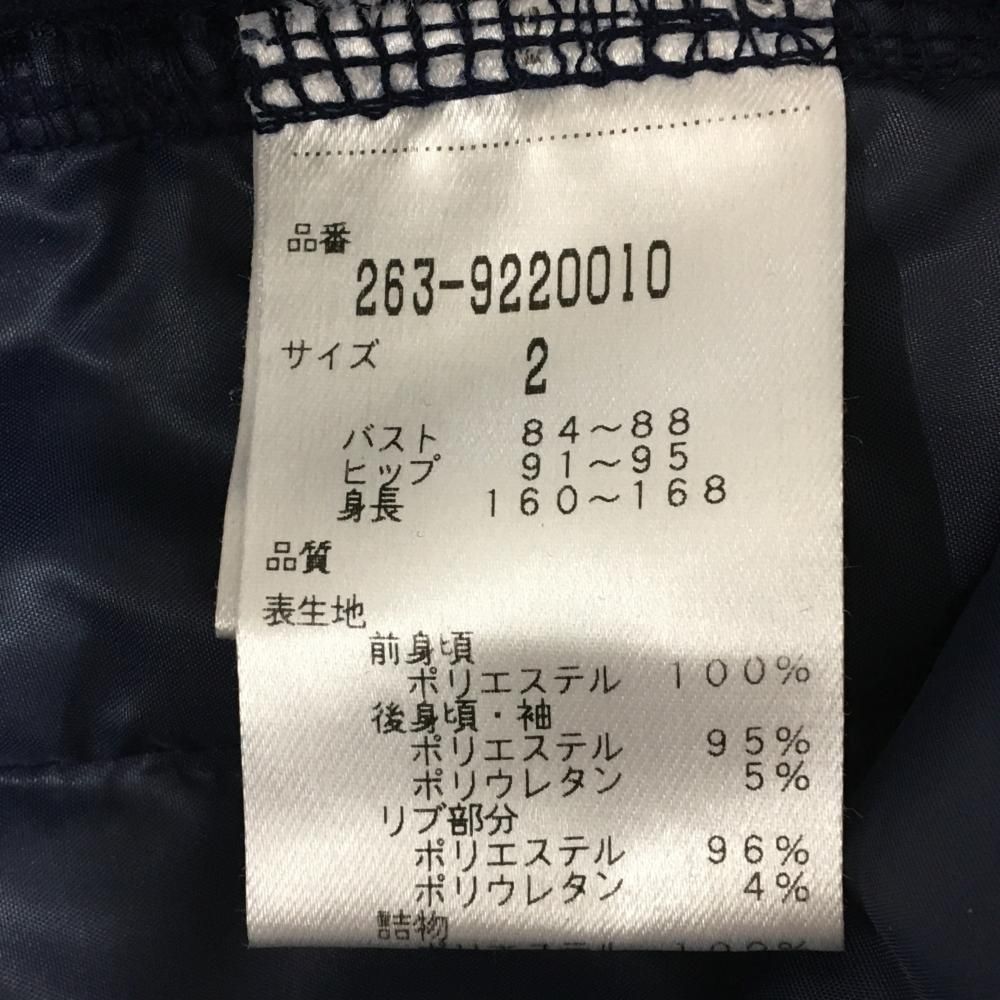 品番
263-9220010
サイズ 2
バスト 84～88
ヒップ 91～95
身長 160～168
品質
表生地
前身頃
ポリエステル 100%
後身頃・袖
ポリエステル 95%
ポリウレタン 5%
リブ部分
ポリエステル 96%
ポリウレタン 4%
詰物